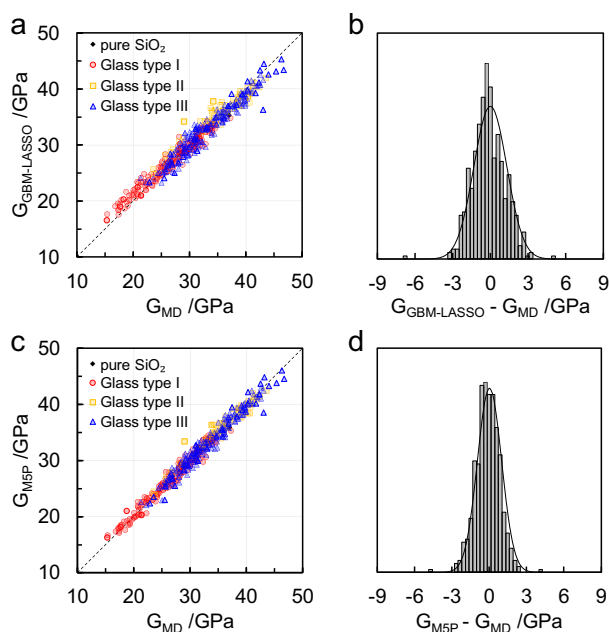 a
50
40
30
20
10
G_GBM-LASSO /GPa
pure SiO₂
Glass type I
Glass type II
Glass type III
10 20 30 40 50
G_MD /GPa
b
-9 -6 -3 0 3 6 9
G_GBM-LASSO - G_MD /GPa
c
50
40
30
20
10
G_M5P /GPa
pure SiO₂
Glass type I
Glass type II
Glass type III
10 20 30 40 50
G_MD /GPa
d
-9 -6 -3 0 3 6 9
G_M5P - G_MD /GPa